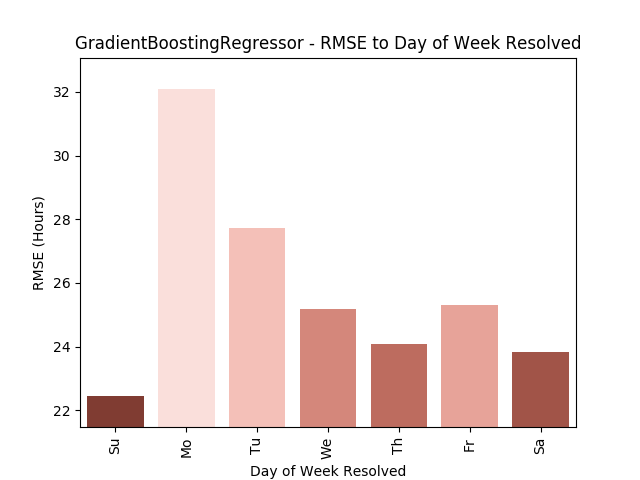 GradientBoostingRegressor - RMSE to Day of Week Resolved
RMSE (Hours)
32
30
28
26
24
22
Su
Mo
Tu
We
Th
Fr
Sa
Day of Week Resolved